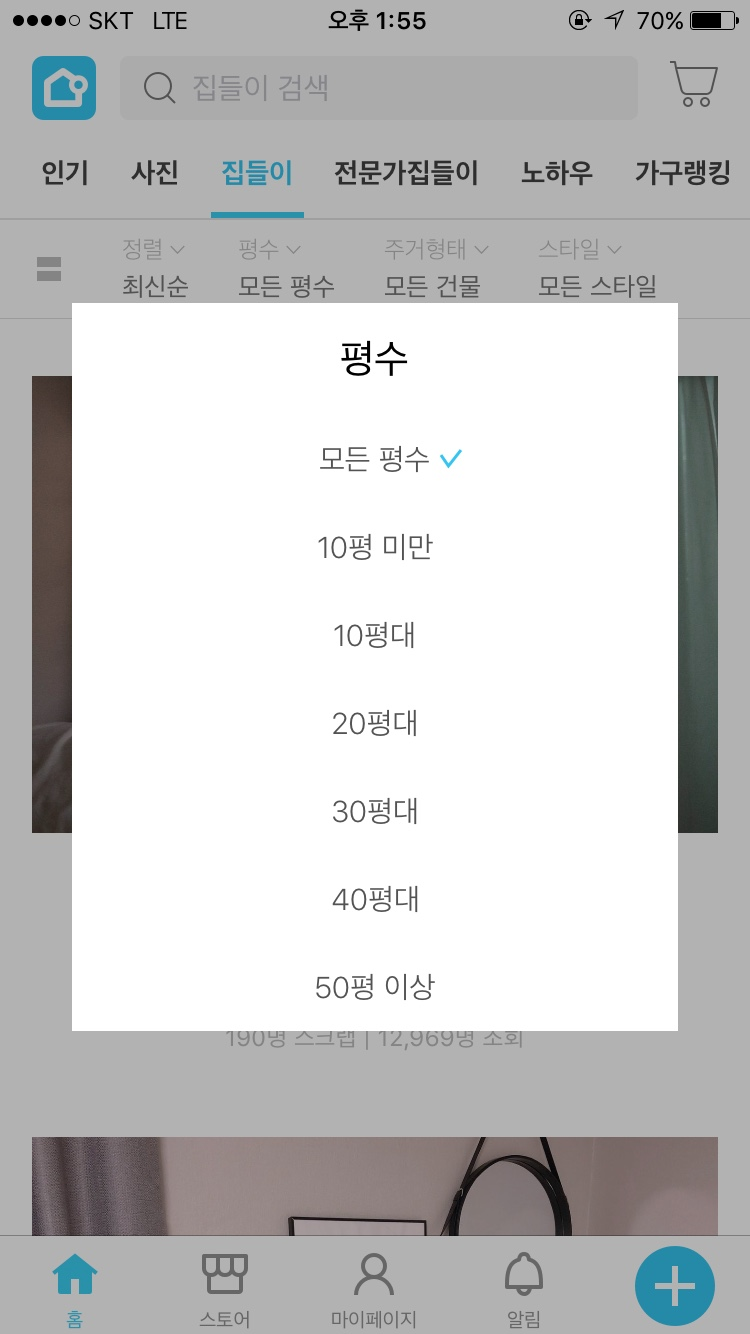 SKT LTE 오후 1:55 70%
집들이 검색
인기 사진 집들이 전문가집들이 노하우 가구랭킹
정렬 평수 주거형태 스타일
최신순 모든 평수 모든 건물 모든 스타일
평수
모든 평수
10평 미만
10평대
20평대
30평대
40평대
50평 이상
190명 스크랩 | 12,969명 조회
홈 스토어 마이페이지 알림